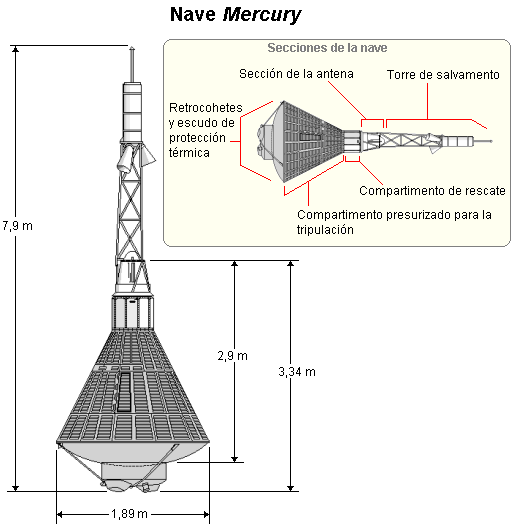 Nave Mercury
Secciones de la nave
Sección de la antena
Torre de salvamento
Retrocohetes
y escudo de
protección
térmica
Compartimento de rescate
Compartimento presurizado para la
tripulación
7,9 m
2,9 m
3,34 m
1,89 m